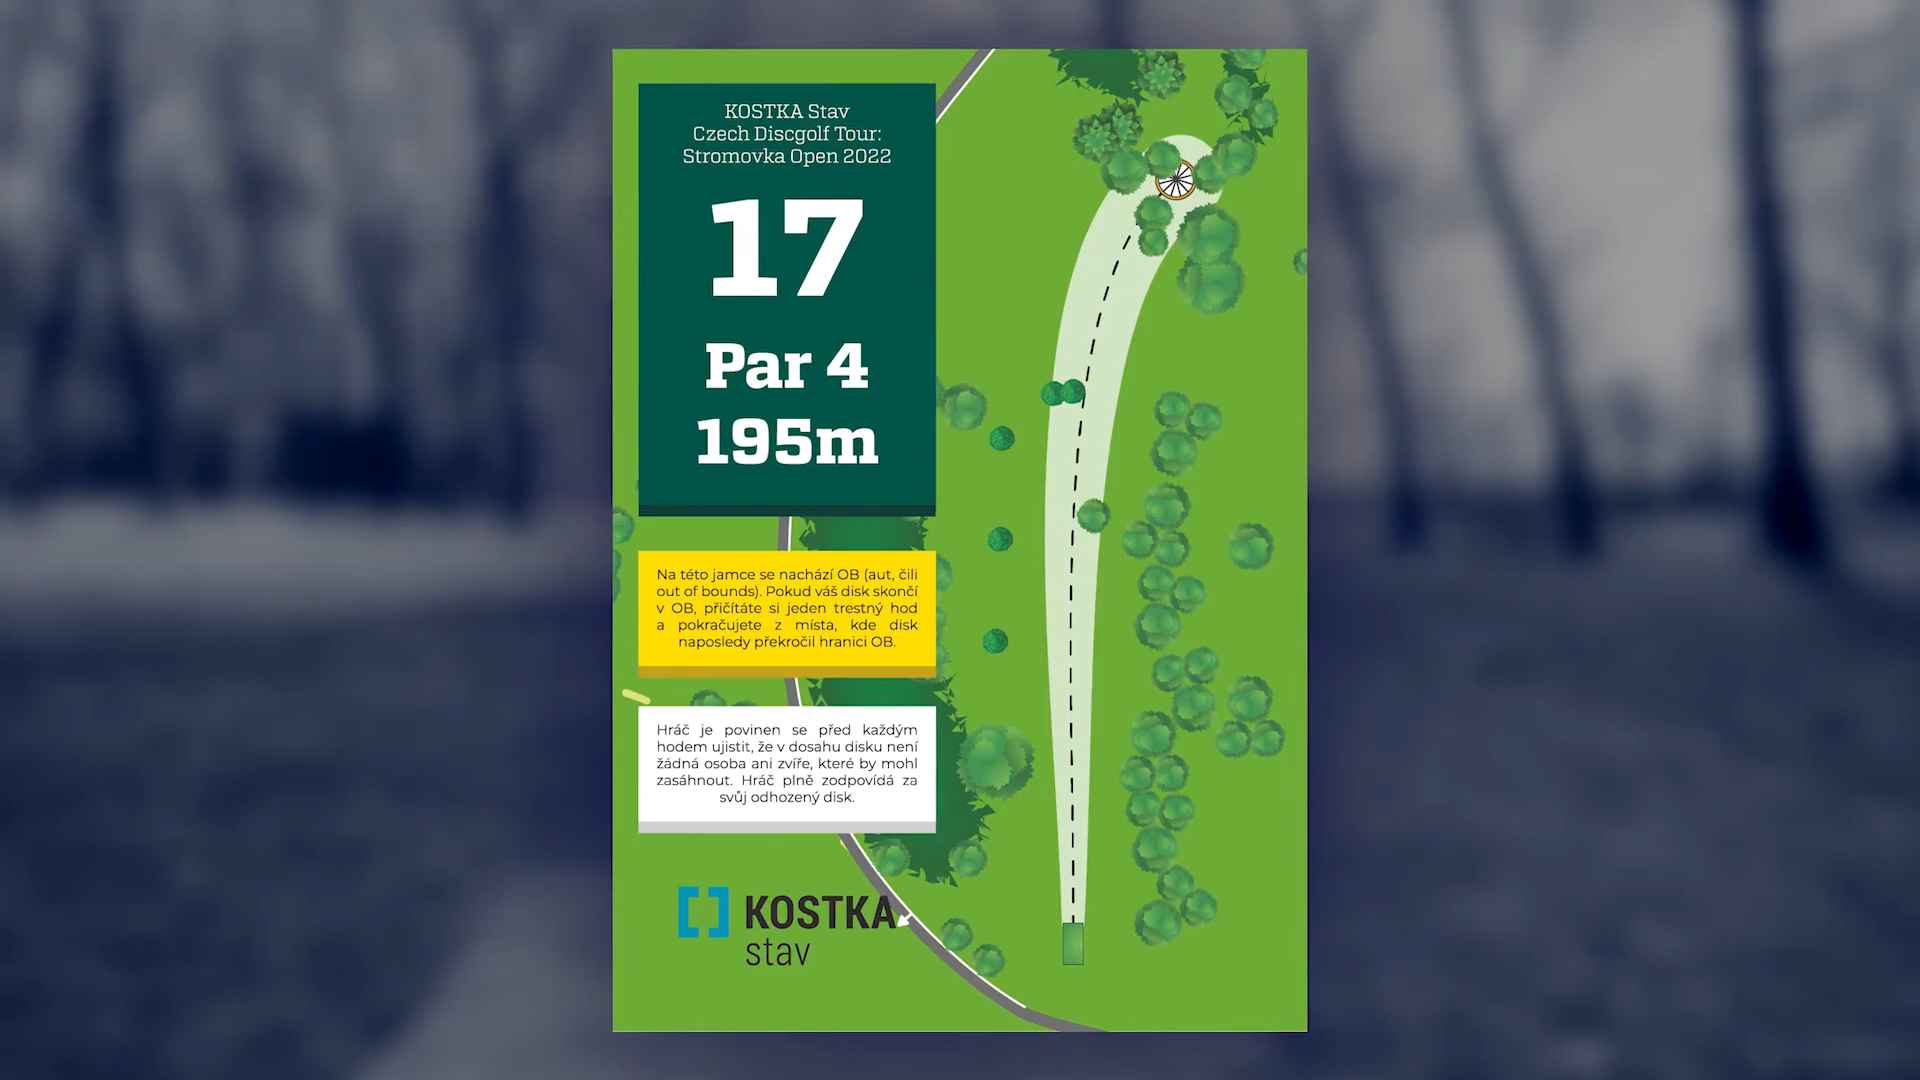 KOSTKA Stav
Czech Discgolf Tour:
Stromovka Open 2022
17
Par 4
195m
Na této jamce se nachází OB (aut, čili
out of bounds). Pokud váš disk skončí
v OB, přičítáte si jeden trestný hod
a pokračujete z místa, kde disk
naposledy překročil hranici OB.
Hráč je povinen se před každým
hodem ujistit, že v dosahu disku není
žádná osoba ani zvíře, které by mohl
zasáhnout. Hráč plně zodpovídá za
svůj odhozený disk.
KOSTKA
stav